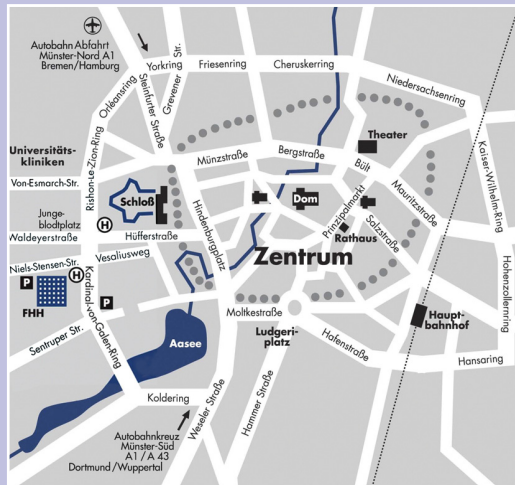 Autobahn Abfahrt
Münster-Nord A1
Bremen/Hamburg
Orléansring
Yorkring
Steinfurter Straße
Grevener Str.
Friesenring
Cheruskerring
Niedersachsenring
Kaiser-Wilhelm-Ring
Hohenzollernring
Universitäts-
kliniken
Von-Esmarch-Str.
Rishon-Le-Zion-Ring
Münzstraße
Bergstraße
Theater
Bült
Mauritzstraße
Schloß
Dom
Prinzipalmarkt
Salzstraße
Rathaus
Junge-
blodtplatz
H
Waldeyerstraße
Hüfferstraße
Hindenburgplatz
Zentrum
Niels-Stensen-Str.
Vesaliusweg
H
P
FHH
P
Kardinal-von-Galen-Ring
Sentruper Str.
Aasee
Moltkestraße
Ludgeri-
platz
Hafenstraße
Haupt-
bahnhof
Hansaring
Koldering
Weseler Straße
Hammer Straße
Autobahnkreuz
Münster-Süd
A1/A 43
Dortmund/Wuppertal